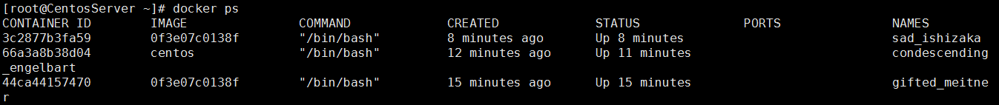 [root@CentosServer ~]# docker ps
CONTAINER ID        IMAGE               COMMAND             CREATED             STATUS              PORTS               NAMES
3c2877b3fa59        0f3e07c0138f        "/bin/bash"         8 minutes ago       Up 8 minutes                            sad_ishizaka
66a3a8b38d04        centos              "/bin/bash"         12 minutes ago      Up 11 minutes                           condescending
_engelbart
44ca44157470        0f3e07c0138f        "/bin/bash"         15 minutes ago      Up 15 minutes                           gifted_meitne
r